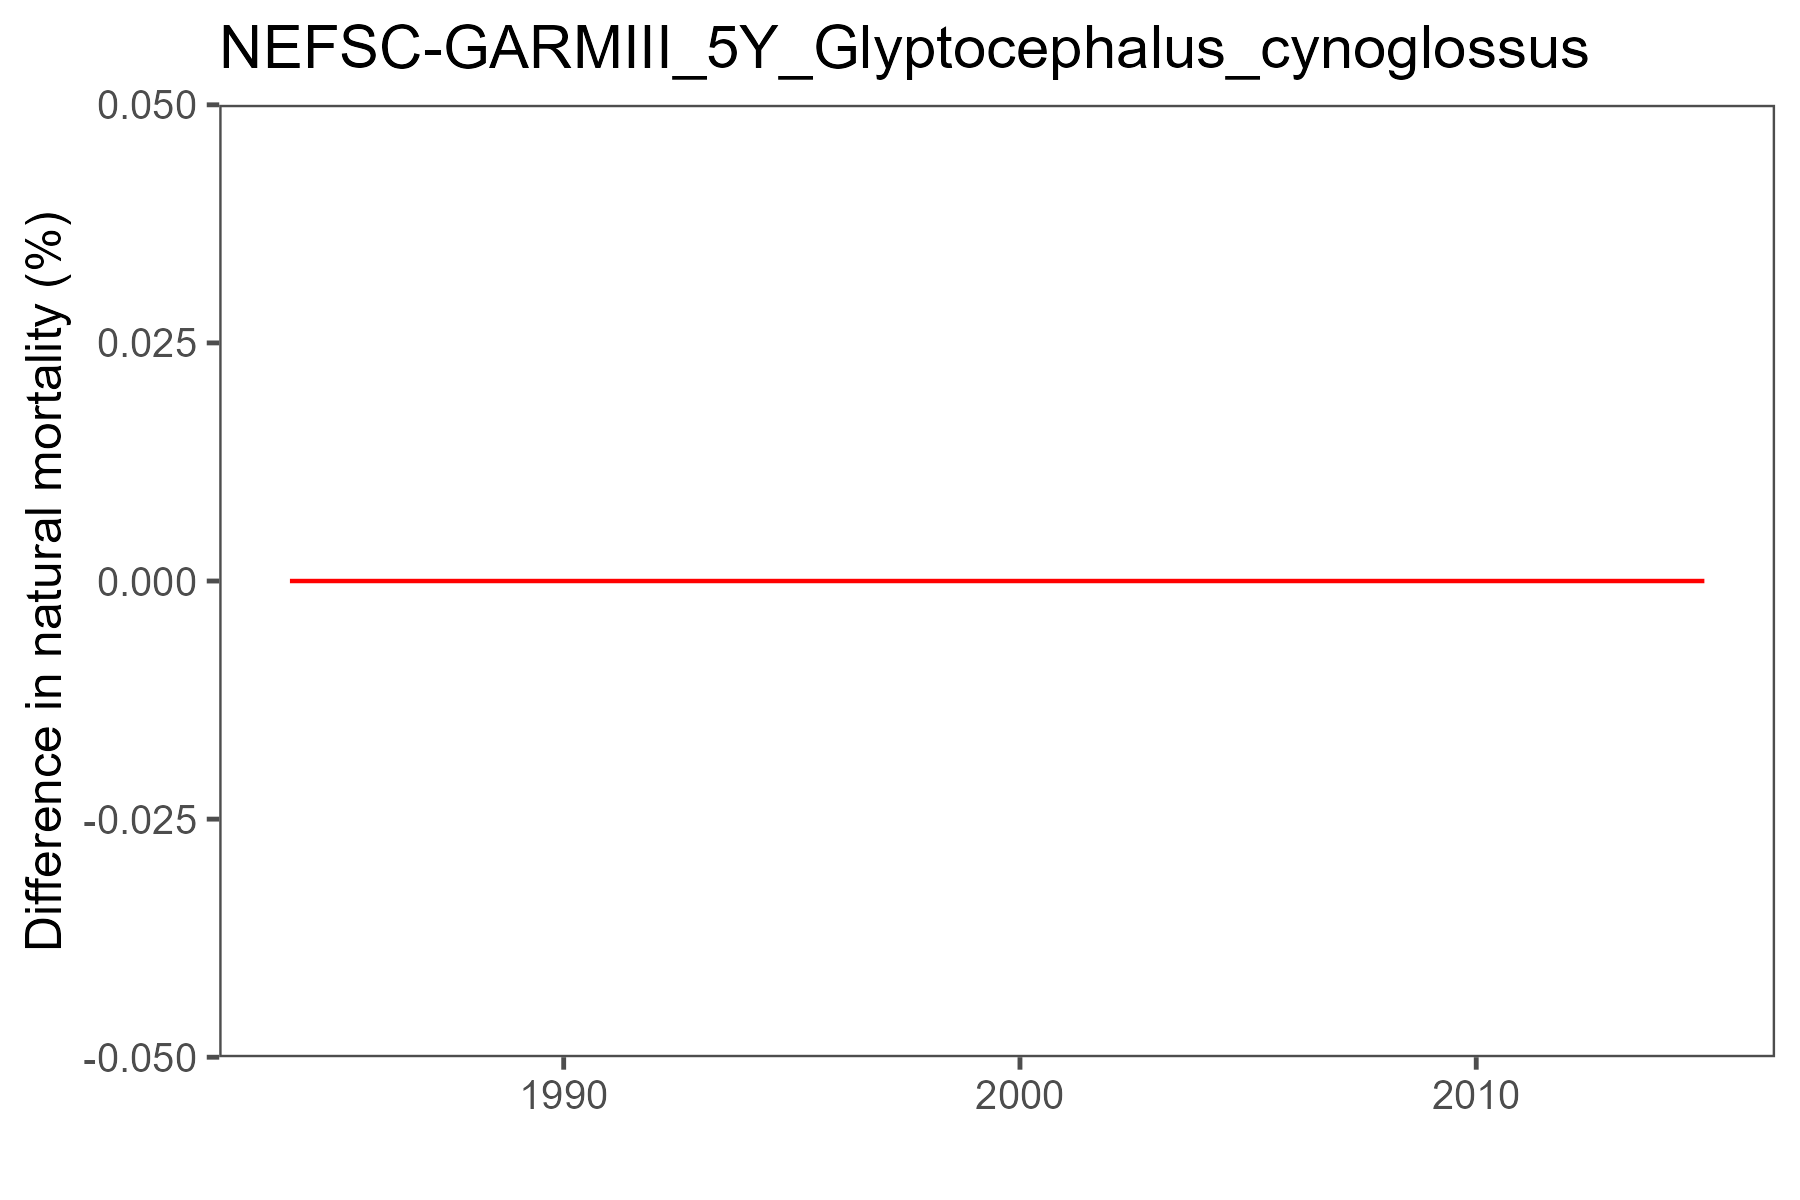 NEFSC-GARMIII_5Y_Glyptocephalus_cynoglossus
Difference in natural mortality (%)
0.050
0.025
0.000
-0.025
-0.050
1990 2000 2010